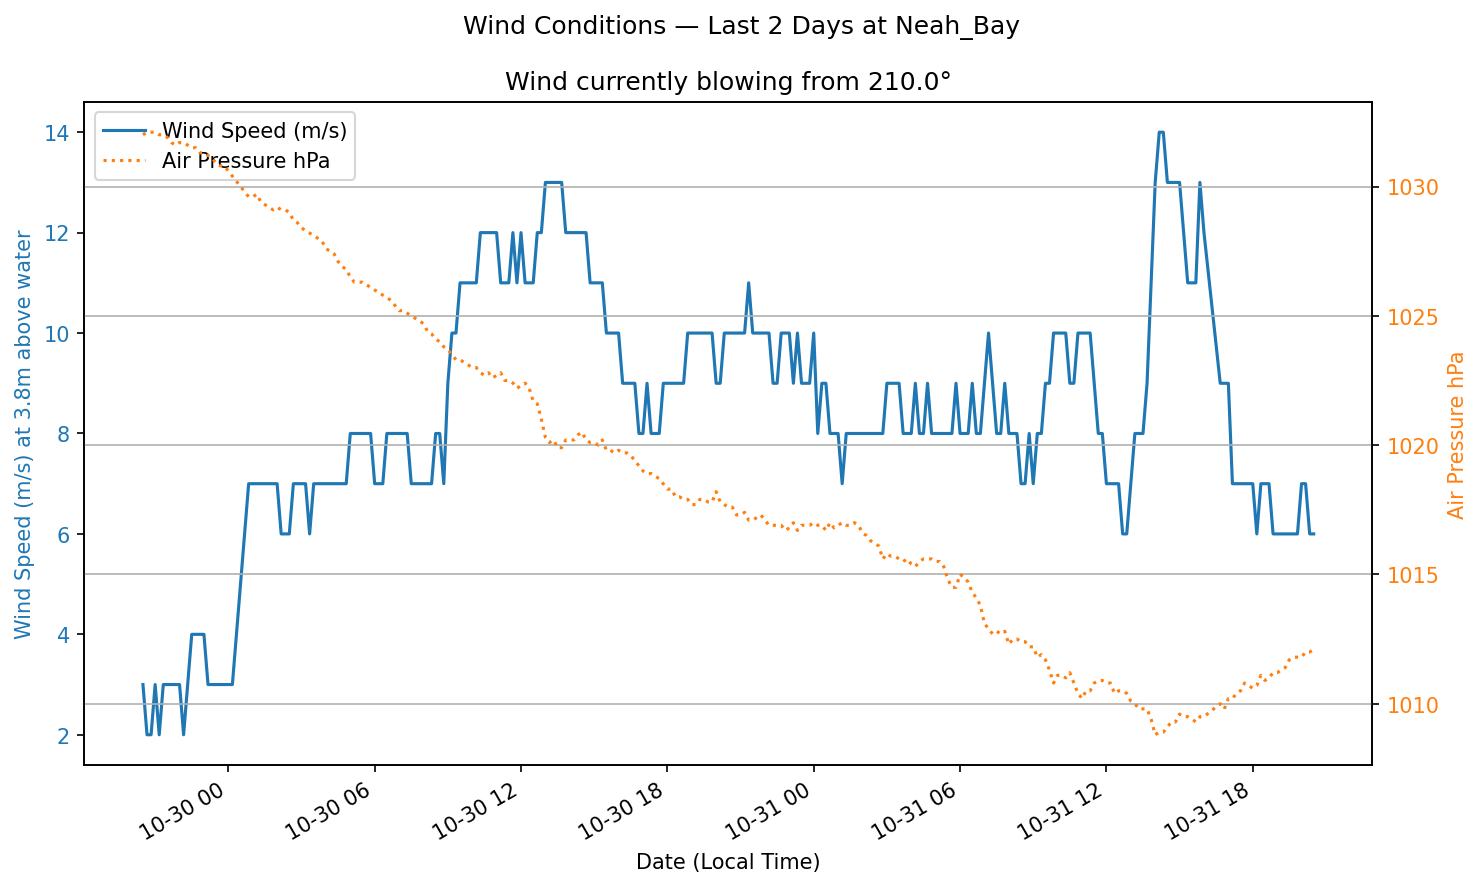 Wind Conditions — Last 2 Days at Neah_Bay
Wind currently blowing from 210.0°
Wind Speed (m/s)
Air Pressure hPa
Wind Speed (m/s) at 3.8m above water
14
12
10
8
6
4
2
1030
1025
1020
1015
1010
Air Pressure hPa
10-30 00
10-30 06
10-30 12
10-30 18
10-31 00
10-31 06
10-31 12
10-31 18
Date (Local Time)